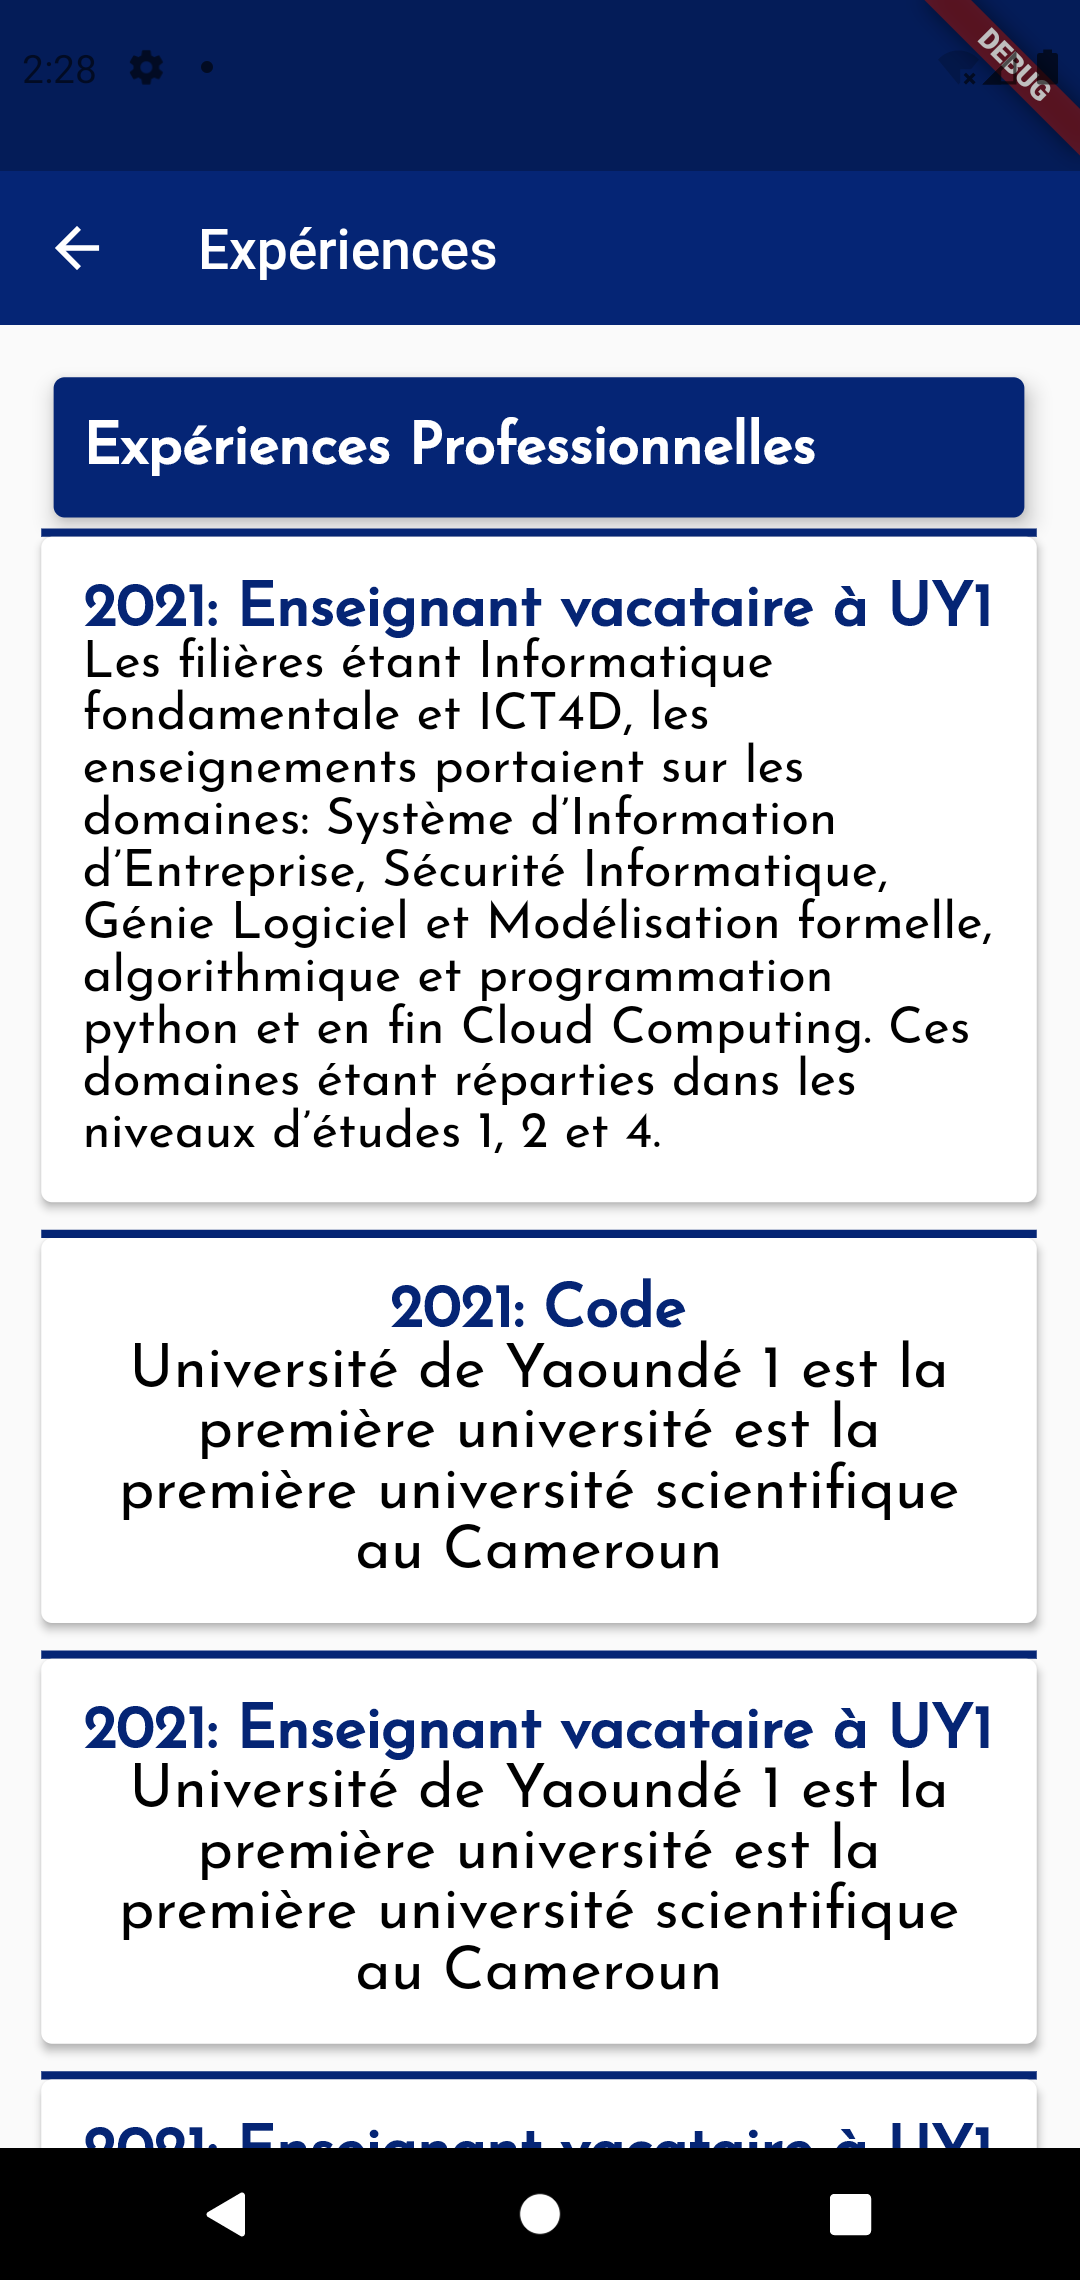 2:28
DEBUG
Expériences
Expériences Professionnelles
2021: Enseignant vacataire à UY1
Les filières étant Informatique
fondamentale et ICT4D, les
enseignements portaient sur les
domaines: Système d'Information
d'Entreprise, Sécurité Informatique,
Génie Logiciel et Modélisation formelle,
algorithmique et programmation
python et en fin Cloud Computing. Ces
domaines étant réparties dans les
niveaux d'études 1, 2 et 4.
2021: Code
Université de Yaoundé 1 est la
première université est la
première université scientifique
au Cameroun
2021: Enseignant vacataire à UY1
Université de Yaoundé 1 est la
première université est la
première université scientifique
au Cameroun
2021: Enseignant vacataire à UY1